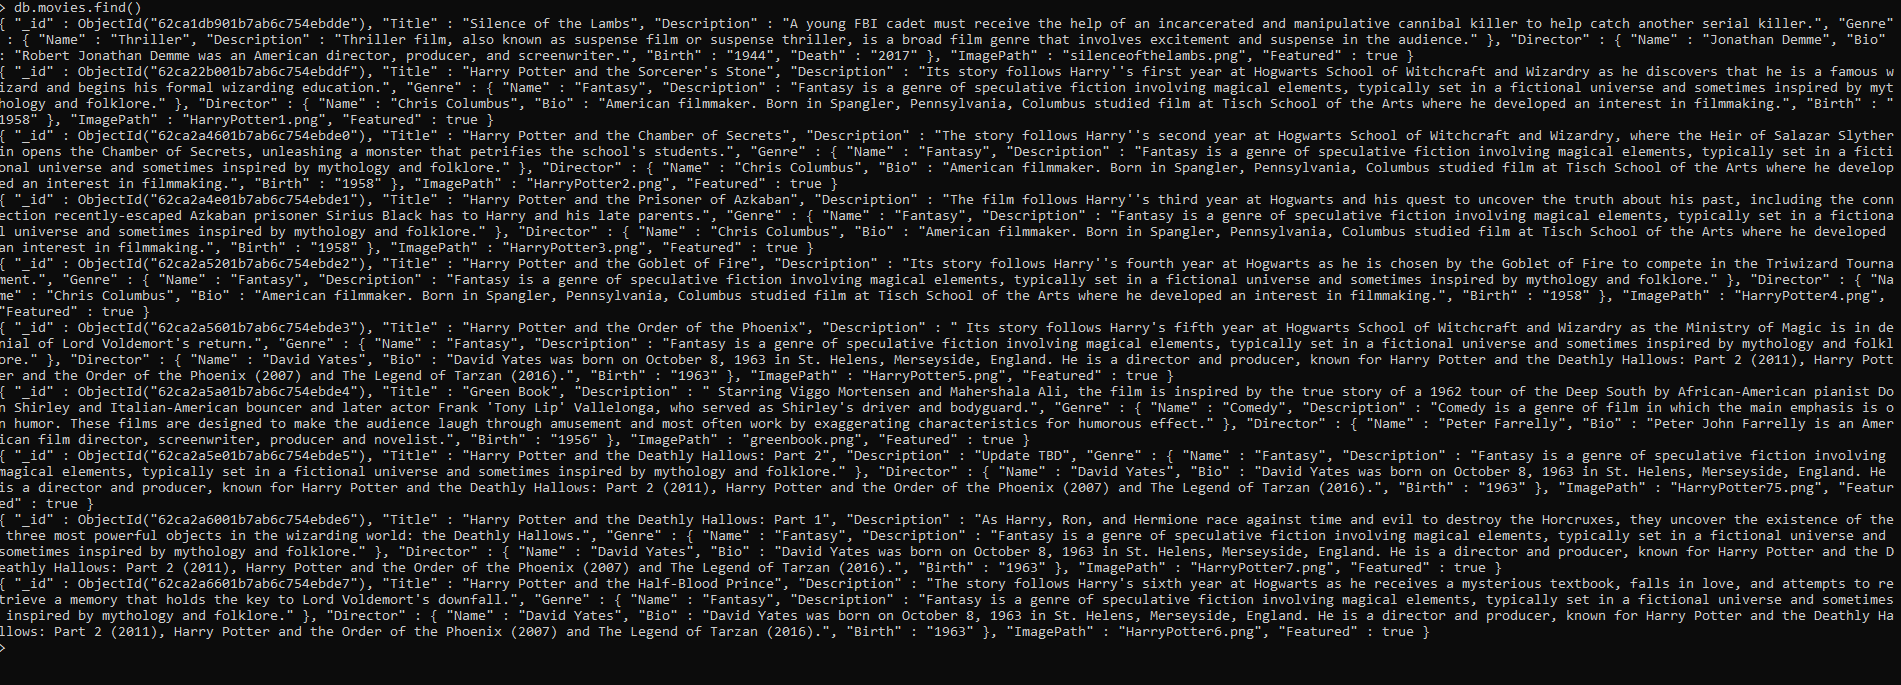 > db.movies.find()
{ "_id" : ObjectId("62ca1db901b7ab6c754ebdde"), "Title" : "Silence of the Lambs", "Description" : "A young FBI cadet must receive the help of an incarcerated and manipulative cannibal killer to help catch another serial killer.", "Genre"
 : { "Name" : "Thriller", "Description" : "Thriller film, also known as suspense film or suspense thriller, is a broad film genre that involves excitement and suspense in the audience." }, "Director" : { "Name" : "Jonathan Demme", "Bio"
: "Robert Jonathan Demme was an American director, producer, and screenwriter.", "Birth" : "1944", "Death" : "2017" }, "ImagePath" : "silenceofthelambs.png", "Featured" : true }
{ "_id" : ObjectId("62ca22b001b7ab6c754ebddf"), "Title" : "Harry Potter and the Sorcerer's Stone", "Description" : "Its story follows Harry''s first year at Hogwarts School of Witchcraft and Wizardry as he discovers that he is a famous w
izard and begins his formal wizarding education.", "Genre" : { "Name" : "Fantasy", "Description" : "Fantasy is a genre of speculative fiction involving magical elements, typically set in a fictional universe and sometimes inspired by myt
hology and folklore." }, "Director" : { "Name" : "Chris Columbus", "Bio" : "American filmmaker. Born in Spangler, Pennsylvania, Columbus studied film at Tisch School of the Arts where he developed an interest in filmmaking.", "Birth" : "
1958" }, "ImagePath" : "HarryPotter1.png", "Featured" : true }
{ "_id" : ObjectId("62ca2a4601b7ab6c754ebde0"), "Title" : "Harry Potter and the Chamber of Secrets", "Description" : "The story follows Harry''s second year at Hogwarts School of Witchcraft and Wizardry, where the Heir of Salazar Slyther
in opens the Chamber of Secrets, unleashing a monster that petrifies the school's students.", "Genre" : { "Name" : "Fantasy", "Description" : "Fantasy is a genre of speculative fiction involving magical elements, typically set in a ficti
onal universe and sometimes inspired by mythology and folklore." }, "Director" : { "Name" : "Chris Columbus", "Bio" : "American filmmaker. Born in Spangler, Pennsylvania, Columbus studied film at Tisch School of the Arts where he develop
ed an interest in filmmaking.", "Birth" : "1958" }, "ImagePath" : "HarryPotter2.png", "Featured" : true }
{ "_id" : ObjectId("62ca2a4e01b7ab6c754ebde1"), "Title" : "Harry Potter and the Prisoner of Azkaban", "Description" : "The film follows Harry''s third year at Hogwarts and his quest to uncover the truth about his past, including the conn
ection recently-escaped Azkaban prisoner Sirius Black has to Harry and his late parents.", "Genre" : { "Name" : "Fantasy", "Description" : "Fantasy is a genre of speculative fiction involving magical elements, typically set in a fictiona
l universe and sometimes inspired by mythology and folklore." }, "Director" : { "Name" : "Chris Columbus", "Bio" : "American filmmaker. Born in Spangler, Pennsylvania, Columbus studied film at Tisch School of the Arts where he developed
an interest in filmmaking.", "Birth" : "1958" }, "ImagePath" : "HarryPotter3.png", "Featured" : true }
{ "_id" : ObjectId("62ca2a5201b7ab6c754ebde2"), "Title" : "Harry Potter and the Goblet of Fire", "Description" : "Its story follows Harry''s fourth year at Hogwarts as he is chosen by the Goblet of Fire to compete in the Triwizard Tourna
ment.", "Genre" : { "Name" : "Fantasy", "Description" : "Fantasy is a genre of speculative fiction involving magical elements, typically set in a fictional universe and sometimes inspired by mythology and folklore." }, "Director" : { "Na
me" : "Chris Columbus", "Bio" : "American filmmaker. Born in Spangler, Pennsylvania, Columbus studied film at Tisch School of the Arts where he developed an interest in filmmaking.", "Birth" : "1958" }, "ImagePath" : "HarryPotter4.png",
"Featured" : true }
{ "_id" : ObjectId("62ca2a5601b7ab6c754ebde3"), "Title" : "Harry Potter and the Order of the Phoenix", "Description" : " Its story follows Harry's fifth year at Hogwarts School of Witchcraft and Wizardry as the Ministry of Magic is in de
nial of Lord Voldemort's return.", "Genre" : { "Name" : "Fantasy", "Description" : "Fantasy is a genre of speculative fiction involving magical elements, typically set in a fictional universe and sometimes inspired by mythology and folkl
ore." }, "Director" : { "Name" : "David Yates", "Bio" : "David Yates was born on October 8, 1963 in St. Helens, Merseyside, England. He is a director and producer, known for Harry Potter and the Deathly Hallows: Part 2 (2011), Harry Pott
er and the Order of the Phoenix (2007) and The Legend of Tarzan (2016).", "Birth" : "1963" }, "ImagePath" : "HarryPotter5.png", "Featured" : true }
{ "_id" : ObjectId("62ca2a5a01b7ab6c754ebde4"), "Title" : "Green Book", "Description" : " Starring Viggo Mortensen and Mahershala Ali, the film is inspired by the true story of a 1962 tour of the Deep South by African-American pianist Do
n Shirley and Italian-American bouncer and later actor Frank 'Tony Lip' Vallelonga, who served as Shirley's driver and bodyguard.", "Genre" : { "Name" : "Comedy", "Description" : "Comedy is a genre of film in which the main emphasis is o
n humor. These films are designed to make the audience laugh through amusement and most often work by exaggerating characteristics for humorous effect." }, "Director" : { "Name" : "Peter Farrelly", "Bio" : "Peter John Farrelly is an Amer
ican film director, screenwriter, producer and novelist.", "Birth" : "1956" }, "ImagePath" : "greenbook.png", "Featured" : true }
{ "_id" : ObjectId("62ca2a5e01b7ab6c754ebde5"), "Title" : "Harry Potter and the Deathly Hallows: Part 2", "Description" : "Update TBD", "Genre" : { "Name" : "Fantasy", "Description" : "Fantasy is a genre of speculative fiction involving
magical elements, typically set in a fictional universe and sometimes inspired by mythology and folklore." }, "Director" : { "Name" : "David Yates", "Bio" : "David Yates was born on October 8, 1963 in St. Helens, Merseyside, England. He
is a director and producer, known for Harry Potter and the Deathly Hallows: Part 2 (2011), Harry Potter and the Order of the Phoenix (2007) and The Legend of Tarzan (2016).", "Birth" : "1963" }, "ImagePath" : "HarryPotter75.png", "Featur
ed" : true }
{ "_id" : ObjectId("62ca2a6001b7ab6c754ebde6"), "Title" : "Harry Potter and the Deathly Hallows: Part 1", "Description" : "As Harry, Ron, and Hermione race against time and evil to destroy the Horcruxes, they uncover the existence of the
 three most powerful objects in the wizarding world: the Deathly Hallows.", "Genre" : { "Name" : "Fantasy", "Description" : "Fantasy is a genre of speculative fiction involving magical elements, typically set in a fictional universe and
sometimes inspired by mythology and folklore." }, "Director" : { "Name" : "David Yates", "Bio" : "David Yates was born on October 8, 1963 in St. Helens, Merseyside, England. He is a director and producer, known for Harry Potter and the D
eathly Hallows: Part 2 (2011), Harry Potter and the Order of the Phoenix (2007) and The Legend of Tarzan (2016).", "Birth" : "1963" }, "ImagePath" : "HarryPotter7.png", "Featured" : true }
{ "_id" : ObjectId("62ca2a6601b7ab6c754ebde7"), "Title" : "Harry Potter and the Half-Blood Prince", "Description" : "The story follows Harry's sixth year at Hogwarts as he receives a mysterious textbook, falls in love, and attempts to re
trieve a memory that holds the key to Lord Voldemort's downfall.", "Genre" : { "Name" : "Fantasy", "Description" : "Fantasy is a genre of speculative fiction involving magical elements, typically set in a fictional universe and sometimes
 inspired by mythology and folklore." }, "Director" : { "Name" : "David Yates", "Bio" : "David Yates was born on October 8, 1963 in St. Helens, Merseyside, England. He is a director and producer, known for Harry Potter and the Deathly Ha
llows: Part 2 (2011), Harry Potter and the Order of the Phoenix (2007) and The Legend of Tarzan (2016).", "Birth" : "1963" }, "ImagePath" : "HarryPotter6.png", "Featured" : true }
>